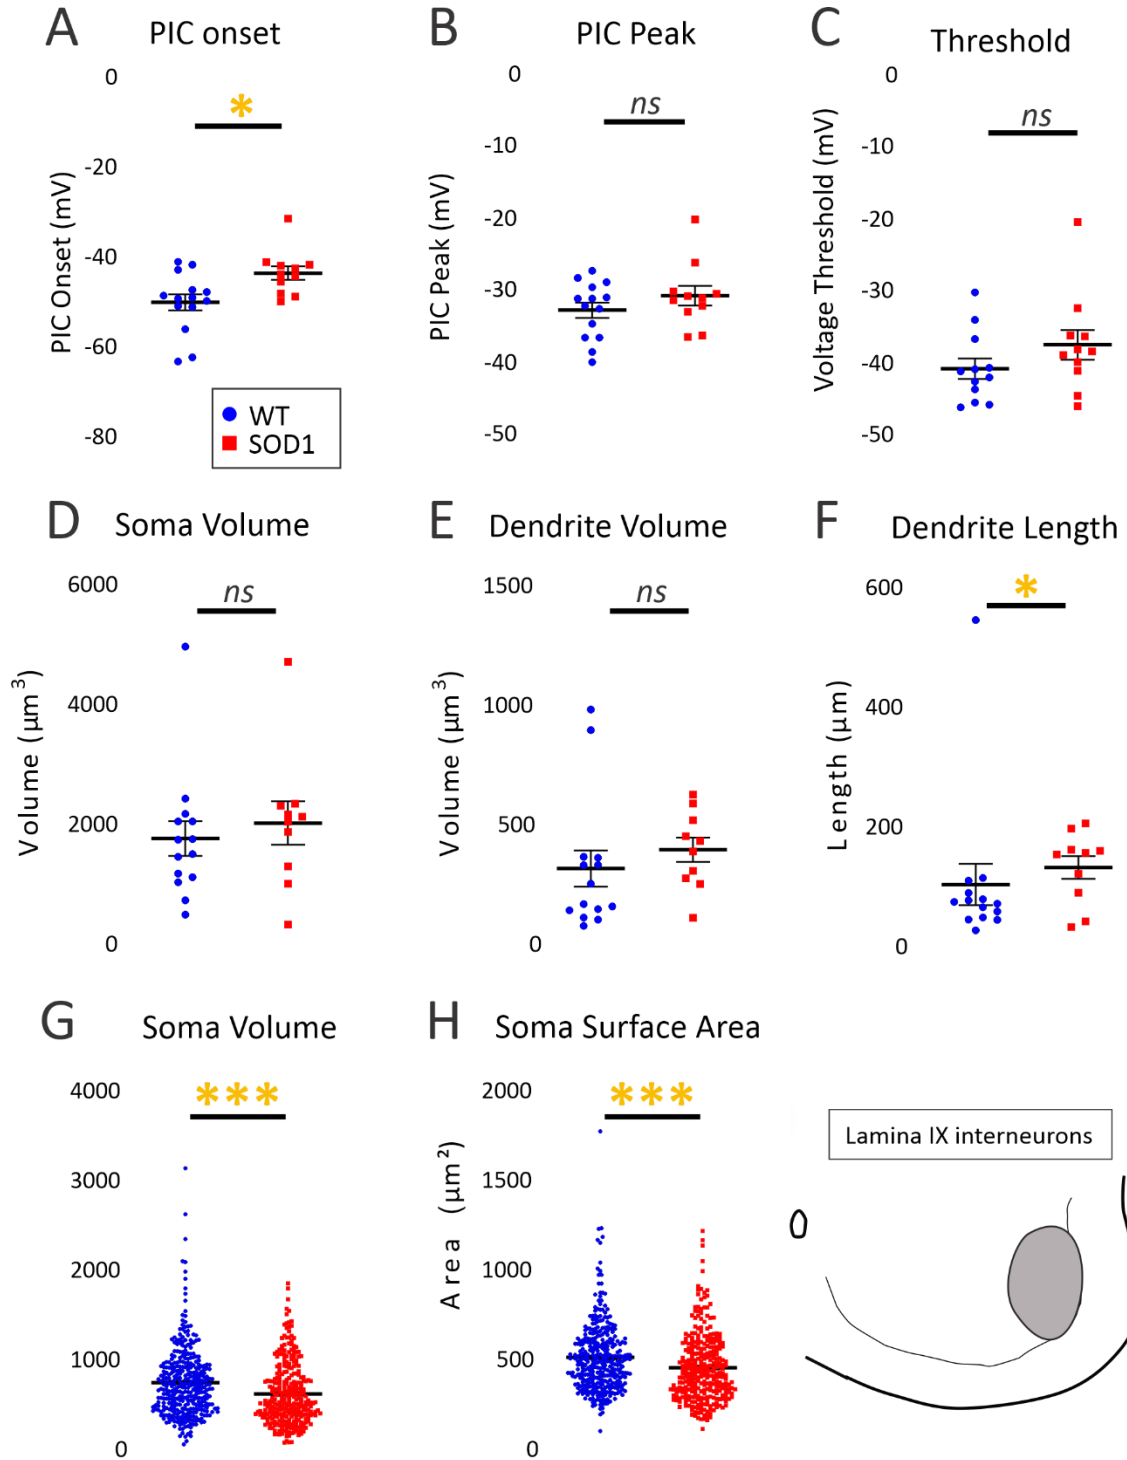 A PIC onset
0
-20
-40
-60
-80
PIC Onset (mV)
*
WT
SOD1
B PIC Peak
0
-10
-20
-30
-40
-50
PIC Peak (mV)
ns
C Threshold
0
-10
-20
-30
-40
-50
Voltage Threshold (mV)
ns
D Soma Volume
6000
4000
2000
0
Volume (µm³)
ns
E Dendrite Volume
1500
1000
500
0
Volume (µm³)
ns
F Dendrite Length
600
400
200
0
Length (µm)
*
G Soma Volume
4000
3000
2000
1000
0
***
H Soma Surface Area
2000
1500
1000
500
0
Area (µm²)
***
Lamina IX interneurons